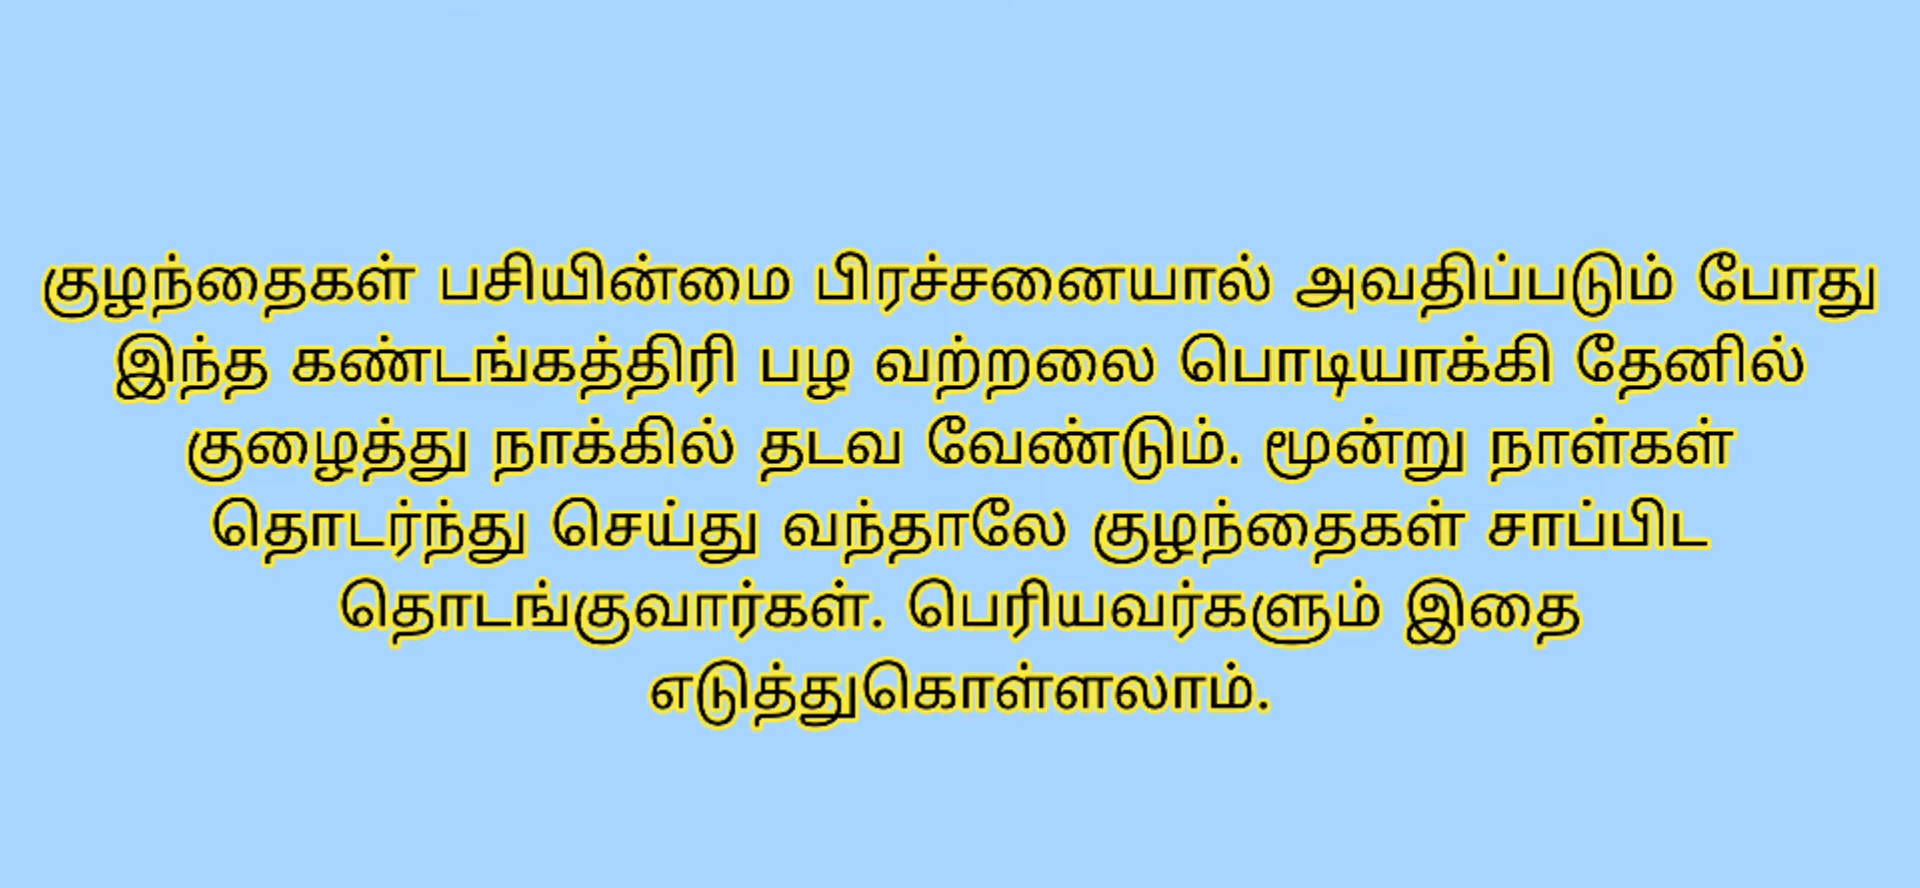 குழந்தைகள் பசியின்மை பிரச்சனையால் அவதிப்படும் போது
இந்த கண்டங்கத்திரி பழ வற்றலை பொடியாக்கி தேனில்
குழைத்து நாக்கில் தடவ வேண்டும். மூன்று நாள்கள்
தொடர்ந்து செய்து வந்தாலே குழந்தைகள் சாப்பிட
தொடங்குவார்கள். பெரியவர்களும் இதை
எடுத்துகொள்ளலாம்.